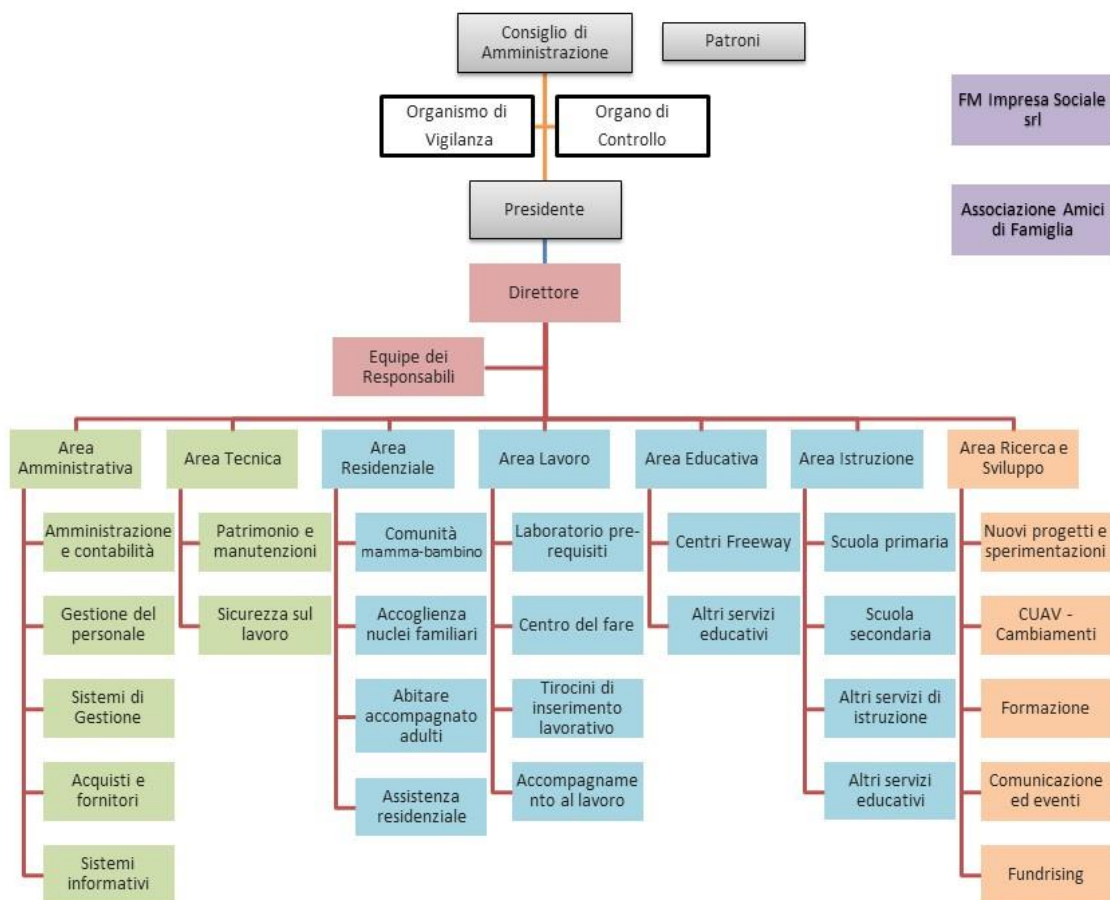 Consiglio di
Amministrazione
Patroni
FM Impresa Sociale
srl
Organismo di
Vigilanza
Organo di
Controllo
Presidente
Associazione Amici
di Famiglia
Direttore
Equipe dei
Responsabili
Area
Amministrativa
Area Tecnica
Area
Residenziale
Area Lavoro
Area Educativa
Area Istruzione
Area Ricerca e
Sviluppo
Amministrazione
e contabilità
Patrimonio e
manutenzioni
Comunità
mamma-bambino
Laboratorio pre-
requisiti
Centri Freeway
Scuola primaria
Nuovi progetti e
sperimentazioni
Gestione del
personale
Sicurezza sul
lavoro
Accoglienza
nuclei familiari
Centro del fare
Altri servizi
educativi
Scuola
secondaria
CUAV -
Cambiamenti
Sistemi di
Gestione
Abitare
accompagnato
adulti
Tirocini di
inserimento
lavorativo
Altri servizi di
istruzione
Formazione
Acquisti e
fornitori
Assistenza
residenziale
Accompagname
nto al lavoro
Altri servizi
educativi
Comunicazione
ed eventi
Sistemi
informativi
Fundrising